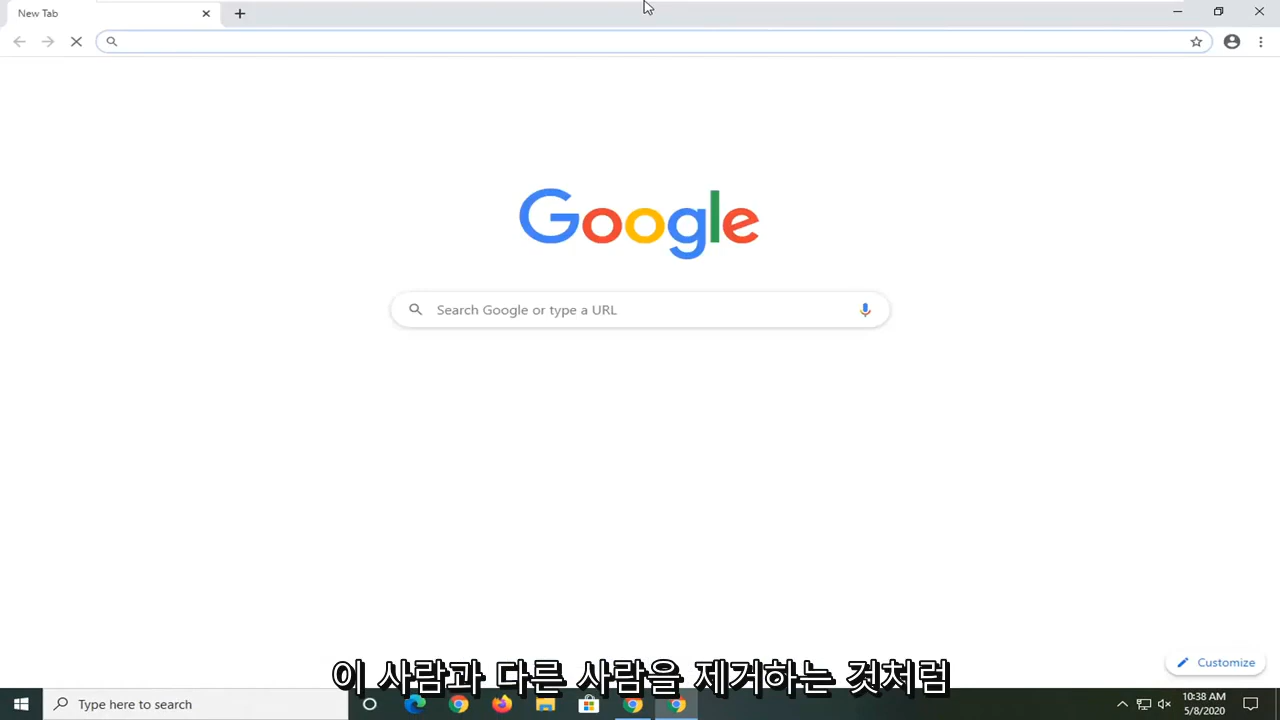 New Tab
Google
Search Google or type a URL
Customize
이 사람과 다른 사람을 제거하는 것처럼
Type here to search
10:38 AM
5/8/2020